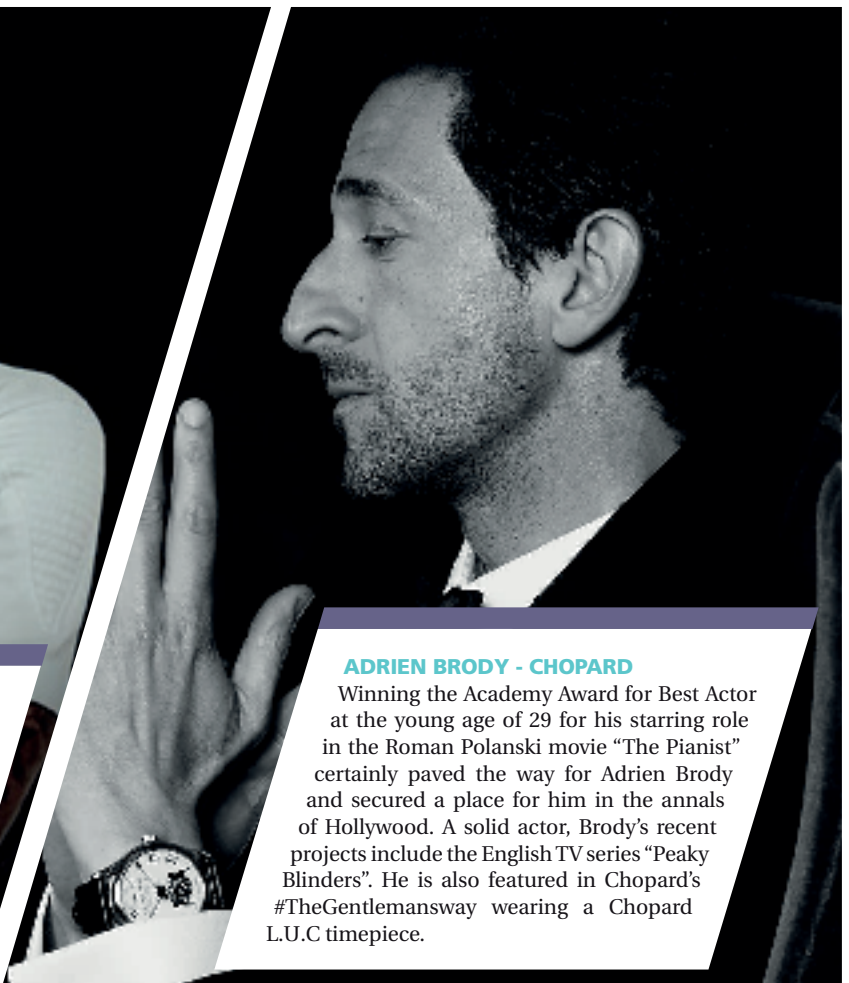 ADRIEN BRODY - CHOPARD
Winning the Academy Award for Best Actor
at the young age of 29 for his starring role
in the Roman Polanski movie “The Pianist”
certainly paved the way for Adrien Brody
and secured a place for him in the annals
of Hollywood. A solid actor, Brody’s recent
projects include the English TV series “Peaky
Blinders”. He is also featured in Chopard’s
#TheGentlemansway wearing a Chopard
L.U.C timepiece.